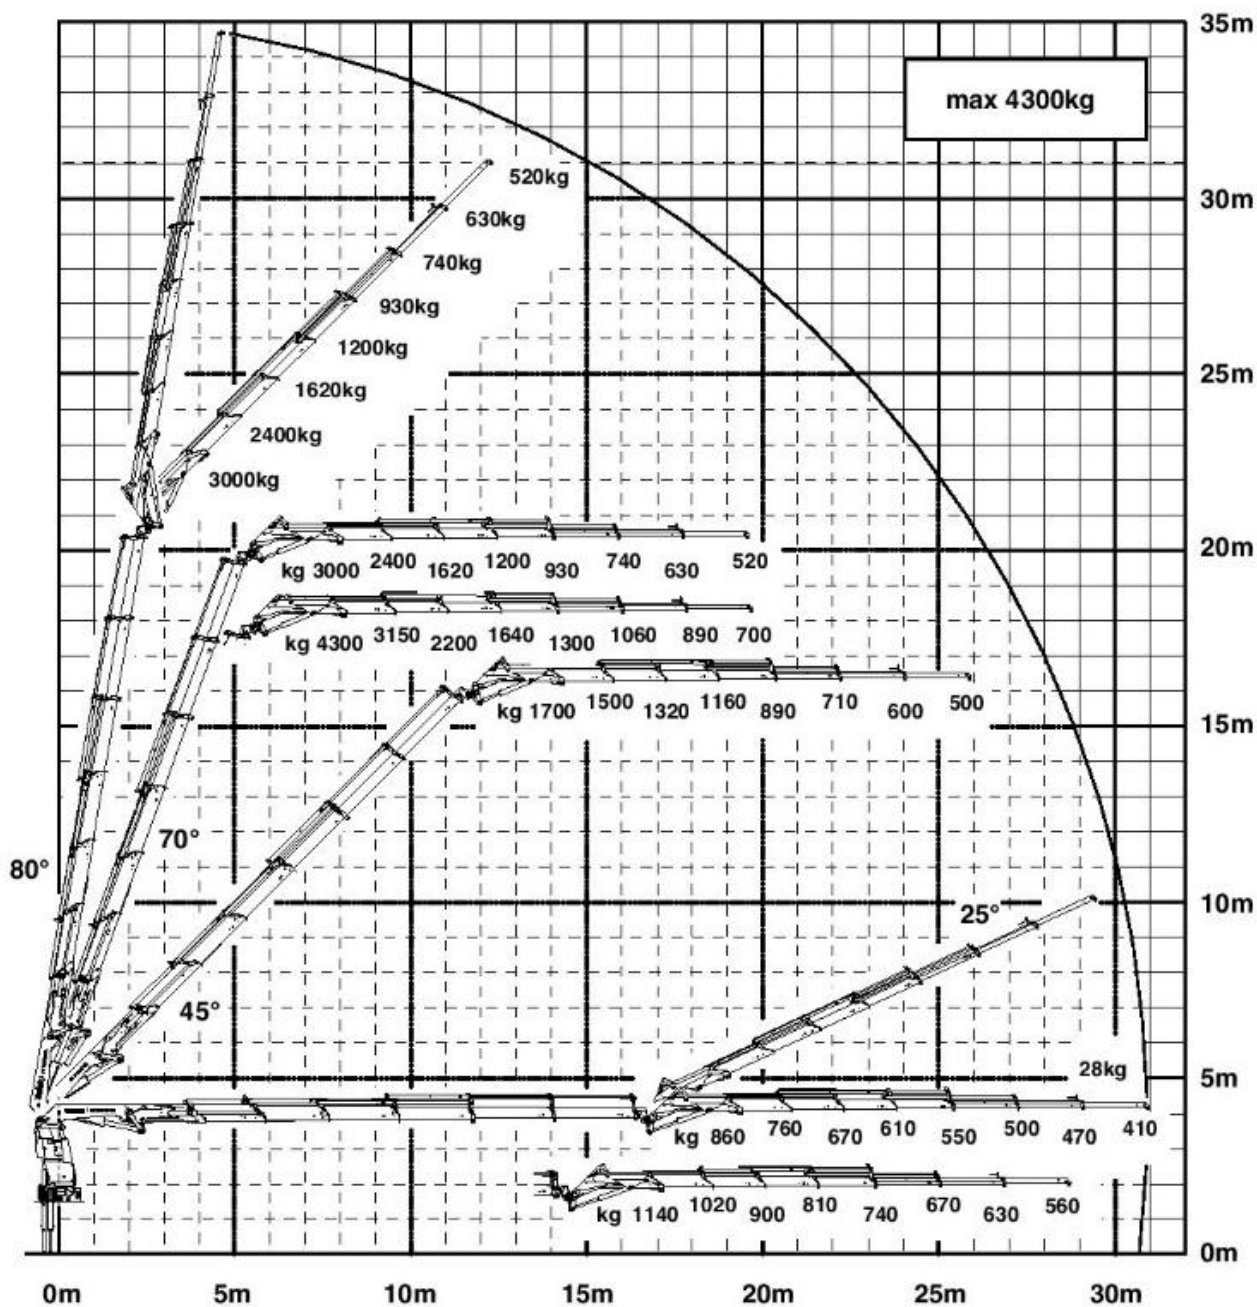 35m
max 4300kg
520kg
30m
630kg
740kg
930kg
1200kg
25m
1620kg
2400kg
3000kg
20m
kg 3000 2400 1620 1200 930 740 630 520
kg 4300 3150 2200 1640 1300 1060 890 700
kg 1700 1500 1320 1160 890 710 600 500
15m
70°
80°
25°
10m
45°
28kg
5m
kg 860 760 670 610 550 500 470 410
kg 1140 1020 900 810 740 670 630 560
0m
0m 5m 10m 15m 20m 25m 30m